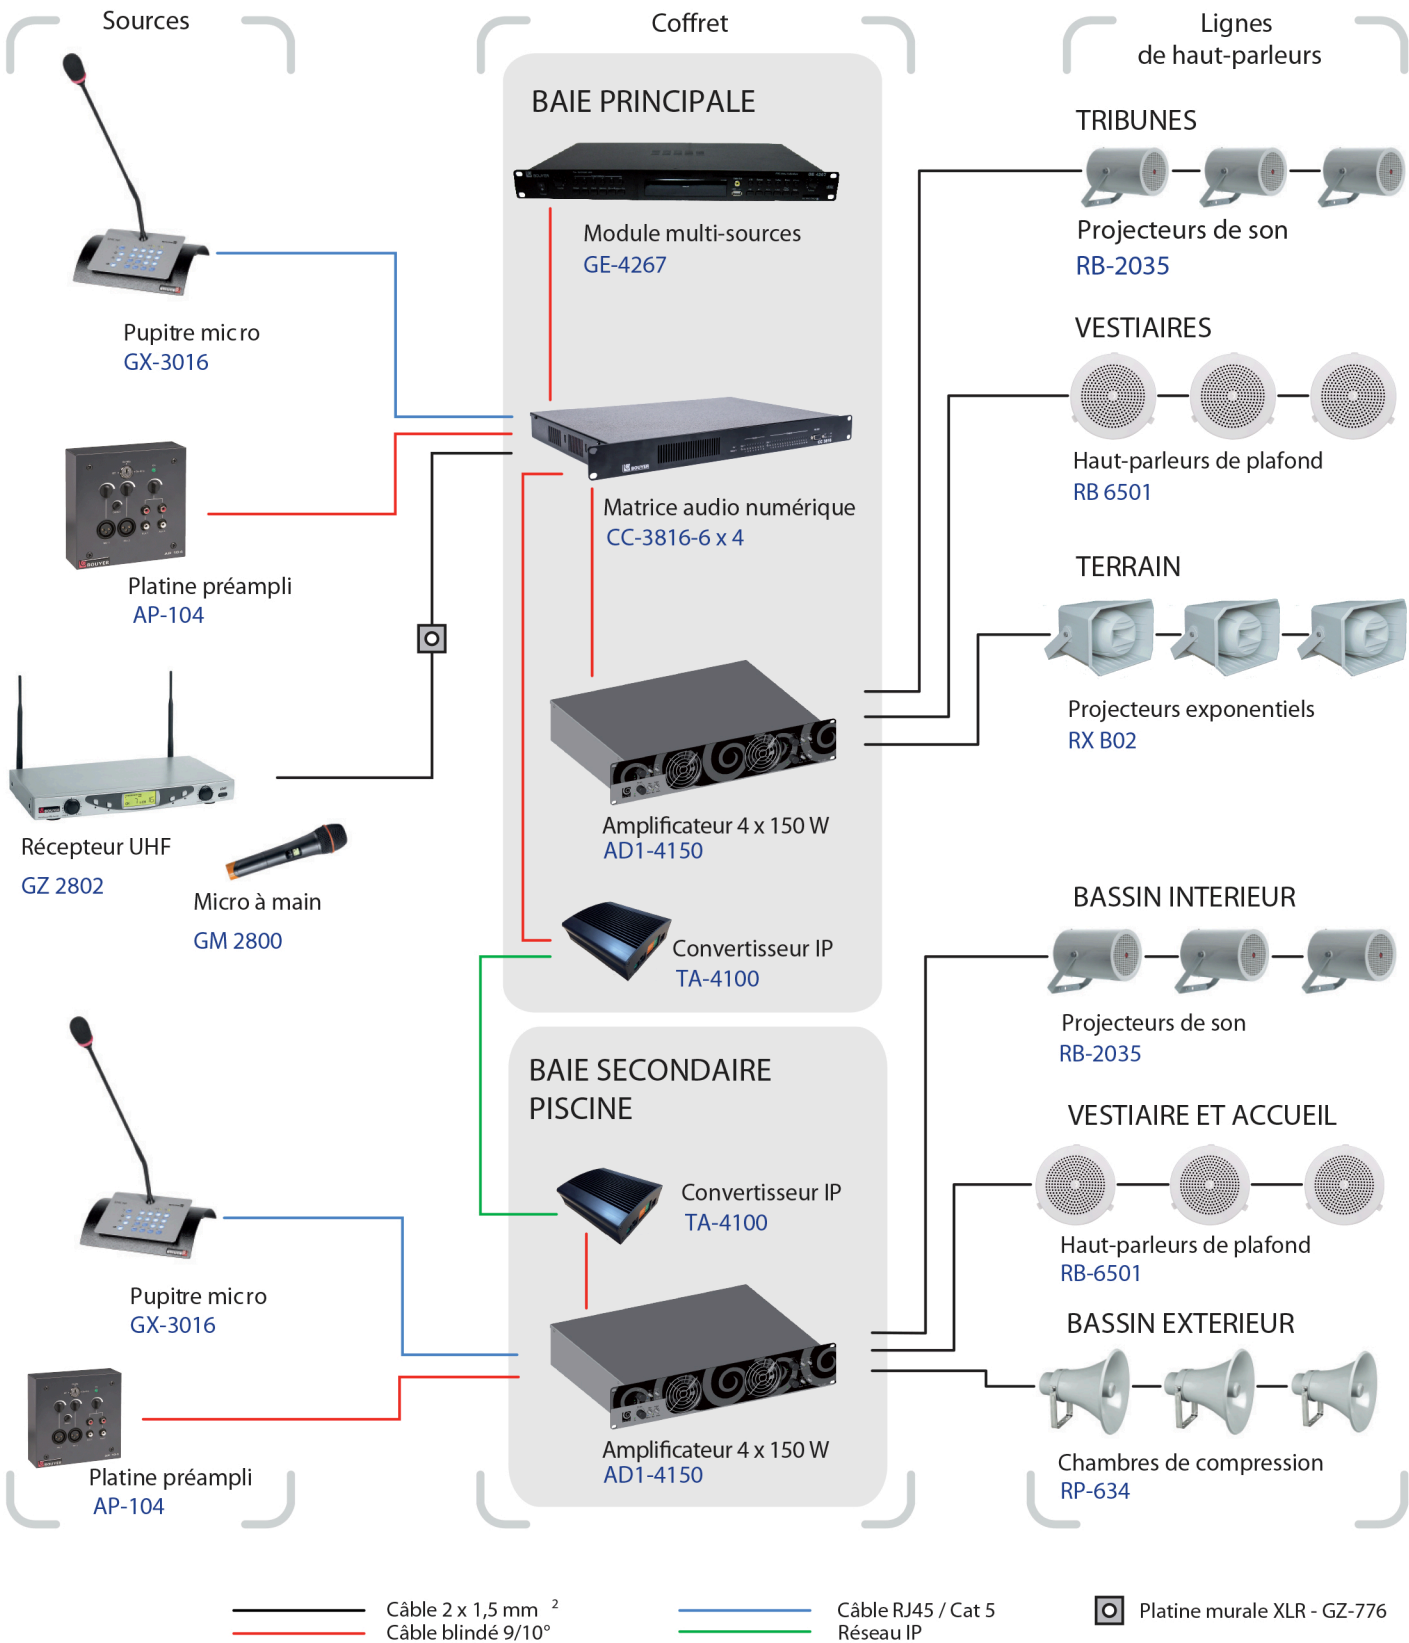 Sources
Coffret
Lignes
de haut-parleurs
Pupitre micro
GX-3016
Platine préampli
AP-104
Récepteur UHF
GZ 2802
Micro à main
GM 2800
Pupitre micro
GX-3016
Platine préampli
AP-104
BAIE PRINCIPALE
Module multi-sources
GE-4267
BOUYER
Matrice audio numérique
CC-3816-6 x 4
Amplificateur 4 x 150 W
AD1-4150
Convertisseur IP
TA-4100
BAIE SECONDAIRE
PISCINE
Convertisseur IP
TA-4100
Amplificateur 4 x 150 W
AD1-4150
TRIBUNES
Projecteurs de son
RB-2035
VESTIAIRES
Haut-parleurs de plafond
RB 6501
TERRAIN
Projecteurs exponentiels
RX B02
BASSIN INTERIEUR
Projecteurs de son
RB-2035
VESTIAIRE ET ACCUEIL
Haut-parleurs de plafond
RB-6501
BASSIN EXTERIEUR
Chambres de compression
RP-634
Câble 2 x 1,5 mm 2
Câble blindé 9/10°
Câble RJ45 / Cat 5
Réseau IP
Platine murale XLR - GZ-776